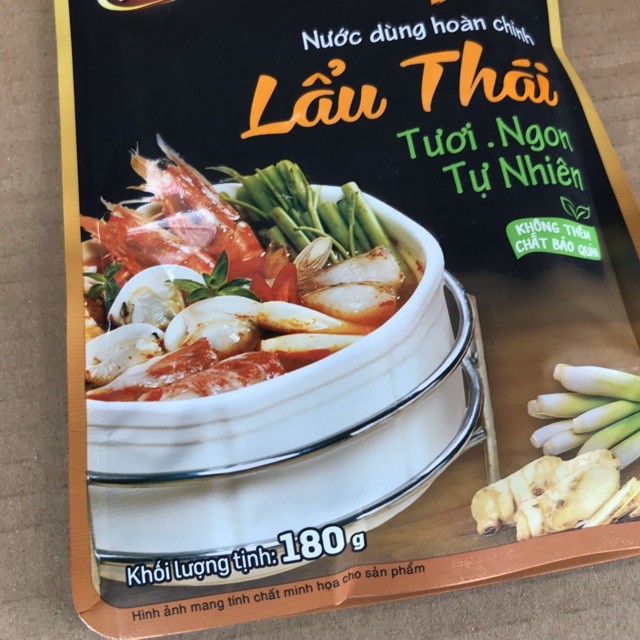 Nước dùng hoàn chỉnh
Lẩu Thái
Tươi . Ngon
Tự Nhiên
KHÔNG THÊM
CHẤT BẢO QUẢN
Khối lượng tịnh: 180 g
Hình ảnh mang tính chất minh họa cho sản phẩm